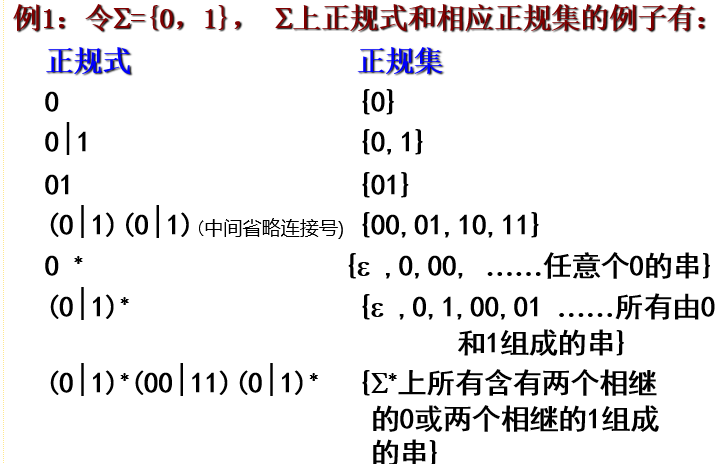 例1：令Σ={0，1}， Σ上正规式和相应正规集的例子有：
正规式 正规集
0 {0}
0|1 {0,1}
01 {01}
(0|1)(0|1)(中间省略连接号) {00,01,10,11}
0 * {ε ,0,00, ……任意个0的串}
(0|1)* {ε ,0,1,00,01 ……所有由0
和1组成的串}
(0|1)*(00|11)(0|1)* {Σ*上所有含有两个相继
的0或两个相继的1组成
的串}